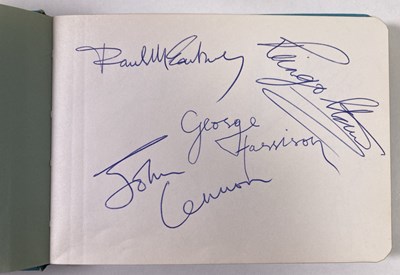 Paul McCartney
Ringo Starr
George
Harrison
John
Lennon